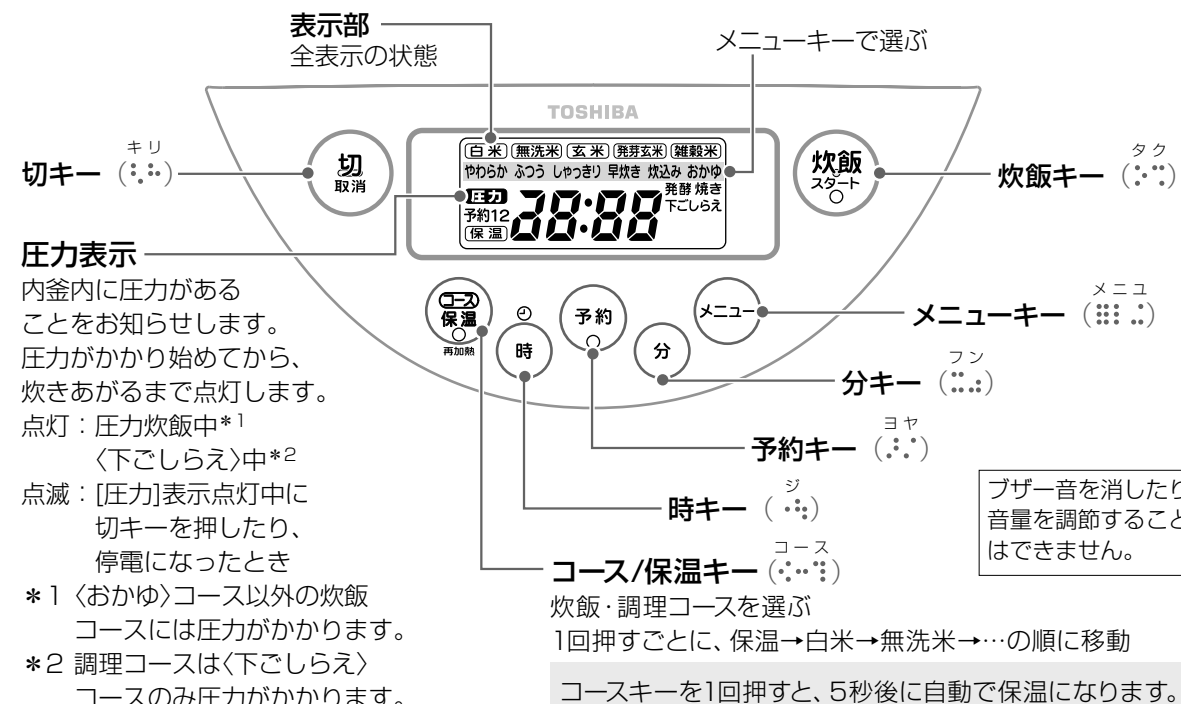 表示部
全表示の状態
メニューキーで選ぶ
TOSHIBA
白米 無洗米 玄米 発芽玄米 雑穀米
やわらか ふつう しゃっきり 早炊き 炊込み おかゆ
圧力
発酵 焼き
下ごしらえ
予約12
保温
88:88
切
取消
炊飯
スタート
キリ
切キー (⠣⠓)
タク
炊飯キー (⠕⠩)
圧力表示
内釜内に圧力がある
ことをお知らせします。
圧力がかかり始めてから、
炊きあがるまで点灯します。
点灯：圧力炊飯中*1
〈下ごしらえ〉中*2
点滅：[圧力]表示点灯中に
切キーを押したり、
停電になったとき
*1 〈おかゆ〉コース以外の炊飯
コースには圧力がかかります。
*2 調理コースは〈下ごしらえ〉
コースのみ圧力がかかります。
コース
保温
再加熱
時
予約
分
メニュー
メニユ
メニューキー
フン
分キー
ヨヤ
予約キー
ジ
時キー
コース
コース/保温キー
炊飯・調理コースを選ぶ
1回押すごとに、保温→白米→無洗米→…の順に移動
コースキーを1回押すと、5秒後に自動で保温になります。
ブザー音を消したり
音量を調節すること
はできません。